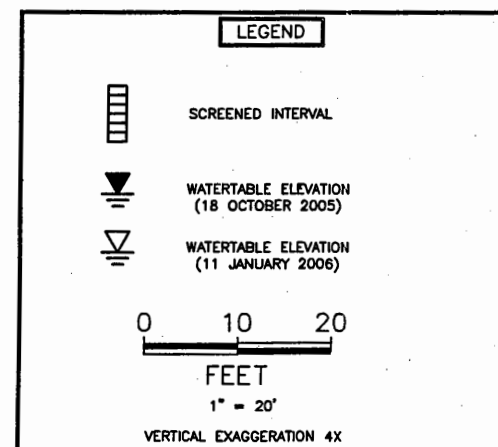 LEGEND
SCREENED INTERVAL
WATERTABLE ELEVATION
(18 OCTOBER 2005)
WATERTABLE ELEVATION
(11 JANUARY 2006)
0 10 20
FEET
1" = 20'
VERTICAL EXAGGERATION 4X